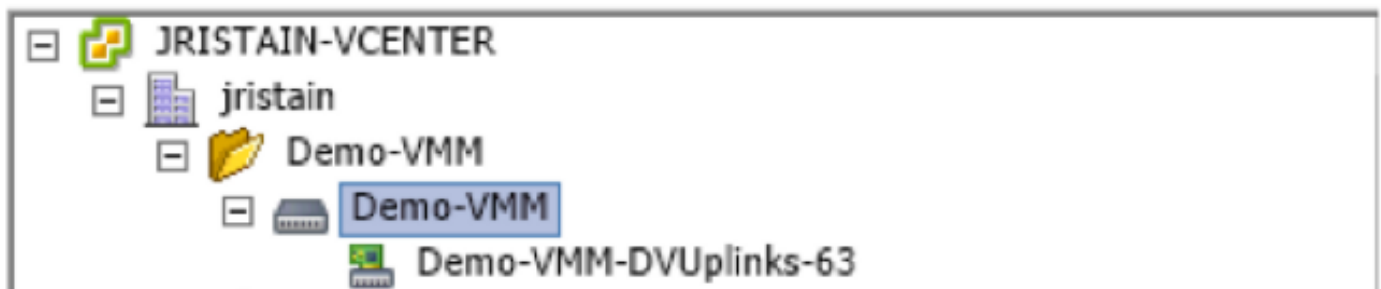 JRISTAIN-VCENTER
jristain
Demo-VMM
Demo-VMM
Demo-VMM-DVUplinks-63